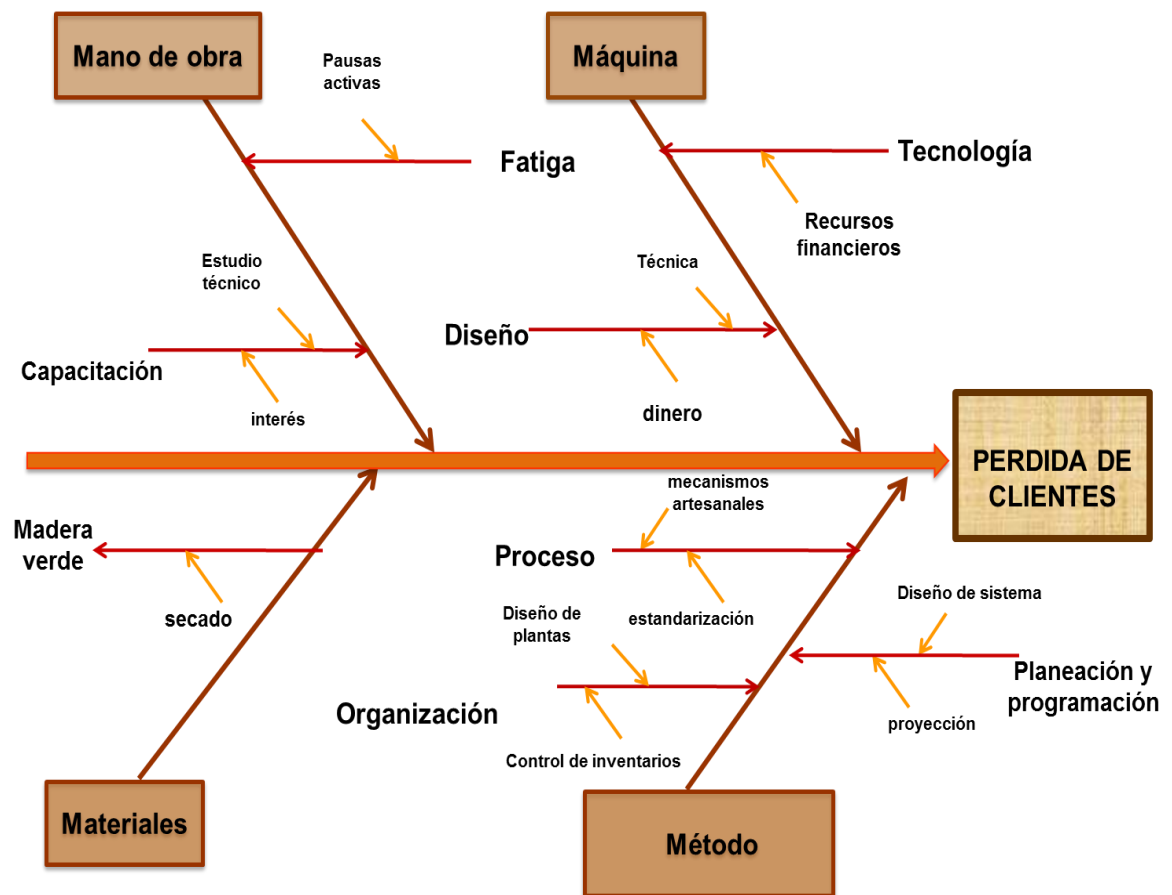 Mano de obra
Máquina
Pausas
activas
Fatiga
Tecnología
Recursos
financieros
Estudio
técnico
Técnica
Diseño
Capacitación
interés
dinero
PERDIDA DE
CLIENTES
mecanismos
artesanales
Madera
verde
Proceso
secado
estandarización
Diseño de sistema
Diseño de
plantas
Planeación y
programación
Organización
proyección
Control de inventarios
Materiales
Método